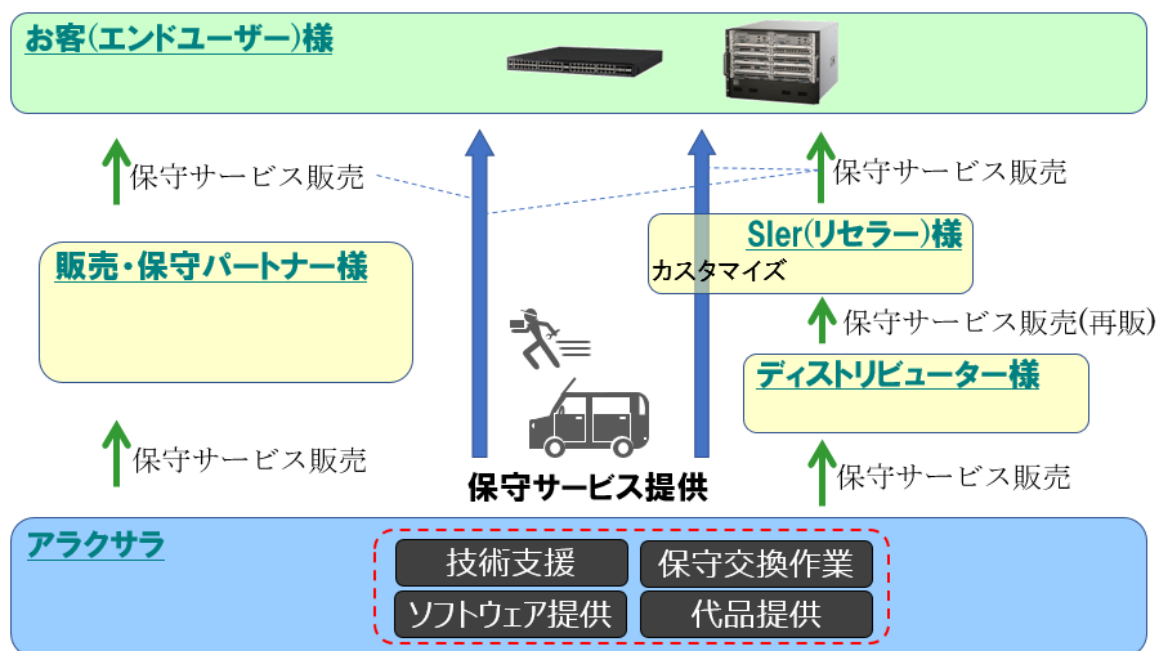 お客(エンドユーザー)様
保守サービス販売
保守サービス販売
SIer(リセラー)様
カスタマイズ
販売・保守パートナー様
保守サービス販売(再販)
ディストリビューター様
保守サービス販売
保守サービス提供
保守サービス販売
アラクサラ
技術支援
保守交換作業
ソフトウェア提供
代品提供